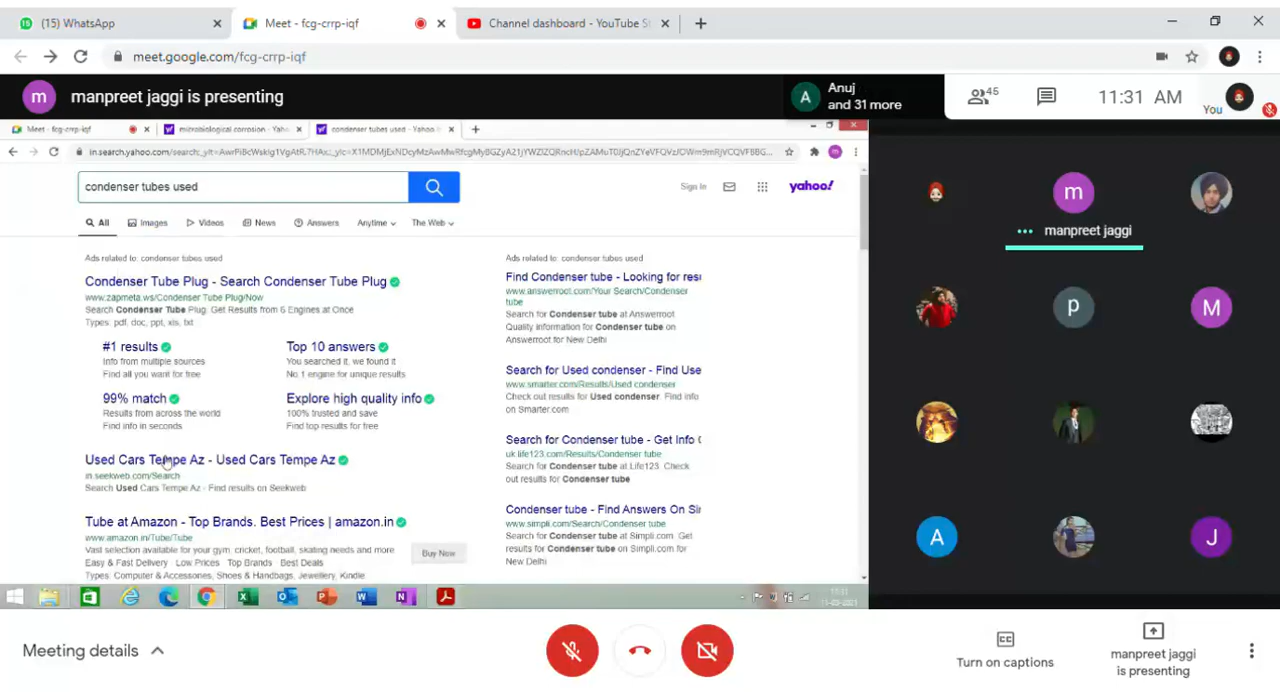 (15) WhatsApp
Meet - fcg-crrp-iqf
Channel dashboard - YouTube St
meet.google.com/fcg-crrp-iqf
m
manpreet jaggi is presenting
A
Anuj
and 31 more
45
11:31 AM
You
Meet - fcg-crrp-iqf
microbiological corrosion - Yaho
condenser tubes used - Yahoo
condenser tubes used
Sign In
yahoo!
All
Images
Videos
News
Answers
Anytime
The Web
Ads related to: condenser tubes used
Condenser Tube Plug - Search Condenser Tube Plug
www.zapmeta.ws/Condenser Tube Plug/Now
Search Condenser Tube Plug. Get Results from 6 Engines at Once
Types: pdf, doc, ppt, xls, txt
#1 results
Info from multiple sources
Find all you want for free
Top 10 answers
You searched it, we found it
No.1 engine for unique results
99% match
Results from across the world
Find info in seconds
Explore high quality info
100% trusted and save
Find top results for free
Used Cars Tempe Az - Used Cars Tempe Az
in.seekweb.com/Search
Search Used Cars Tempe Az - Find results on Seekweb
Tube at Amazon - Top Brands. Best Prices | amazon.in
www.amazon.in/Tube/Tube
Vast selection available for your gym, cricket, football, skating needs and more
Easy & Fast Delivery Low Prices Top Brands Best Deals
Types: Computer & Accessories, Shoes & Handbags, Jewellery, Kindle
Buy Now
Ads related to: condenser tubes used
Find Condenser tube - Looking for resu
www.answerroot.com/Your Search/Condenser
tube
Search for Condenser tube at Answerroot
Quality information for Condenser tube on
Answerroot for New Delhi
Search for Used condenser - Find Use
www.smarter.com/Results/Used condenser
Check out results for Used condenser. Find info
on Smarter.com
Search for Condenser tube - Get Info
uk.life123.com/Results/Condenser tube
Search for Condenser tube at Life123. Check
out results for Condenser tube
Condenser tube - Find Answers On Si
www.simpli.com/Search/Condenser tube
Search for Condenser tube at Simpli.com. Get
results for Condenser tube on Simpli.com for
New Delhi
m
manpreet jaggi
p
M
A
J
Meeting details
Turn on captions
manpreet jaggi
is presenting